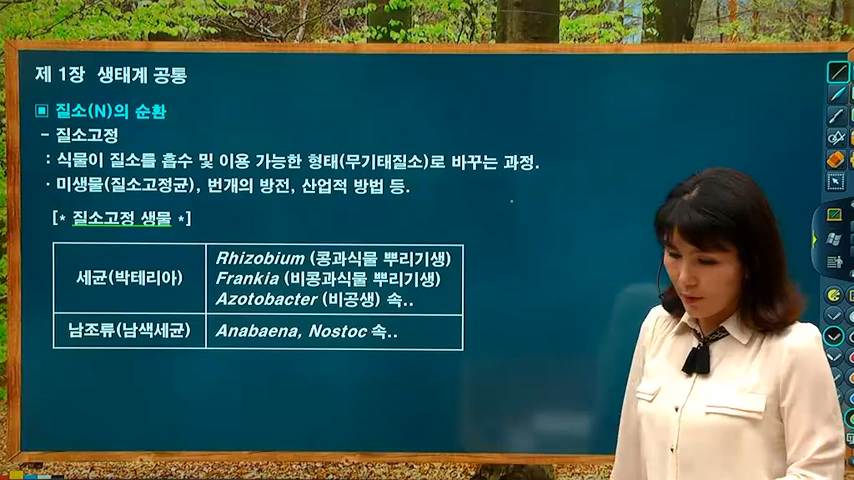 제 1장 생태계 공통
▣ 질소(N)의 순환
- 질소고정
: 식물이 질소를 흡수 및 이용 가능한 형태(무기태질소)로 바꾸는 과정.
· 미생물(질소고정균), 번개의 방전, 산업적 방법 등.
[* 질소고정 생물 *]
세균(박테리아)
Rhizobium (콩과식물 뿌리기생)
Frankia (비콩과식물 뿌리기생)
Azotobacter (비공생) 속..
남조류(남색세균)
Anabaena, Nostoc 속..